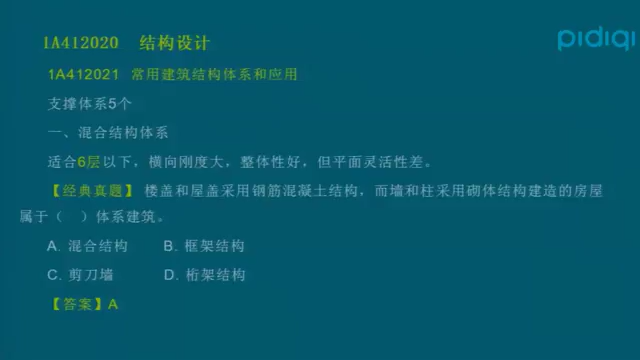 1A412020 结构设计
pidiqi
1A412021 常用建筑结构体系和应用
支撑体系5个
一、混合结构体系
适合6层以下，横向刚度大，整体性好，但平面灵活性差。
【经典真题】 楼盖和屋盖采用钢筋混凝土结构，而墙和柱采用砌体结构建造的房屋
属于（ ）体系建筑。
A. 混合结构 B. 框架结构
C. 剪刀墙 D. 桁架结构
【答案】A